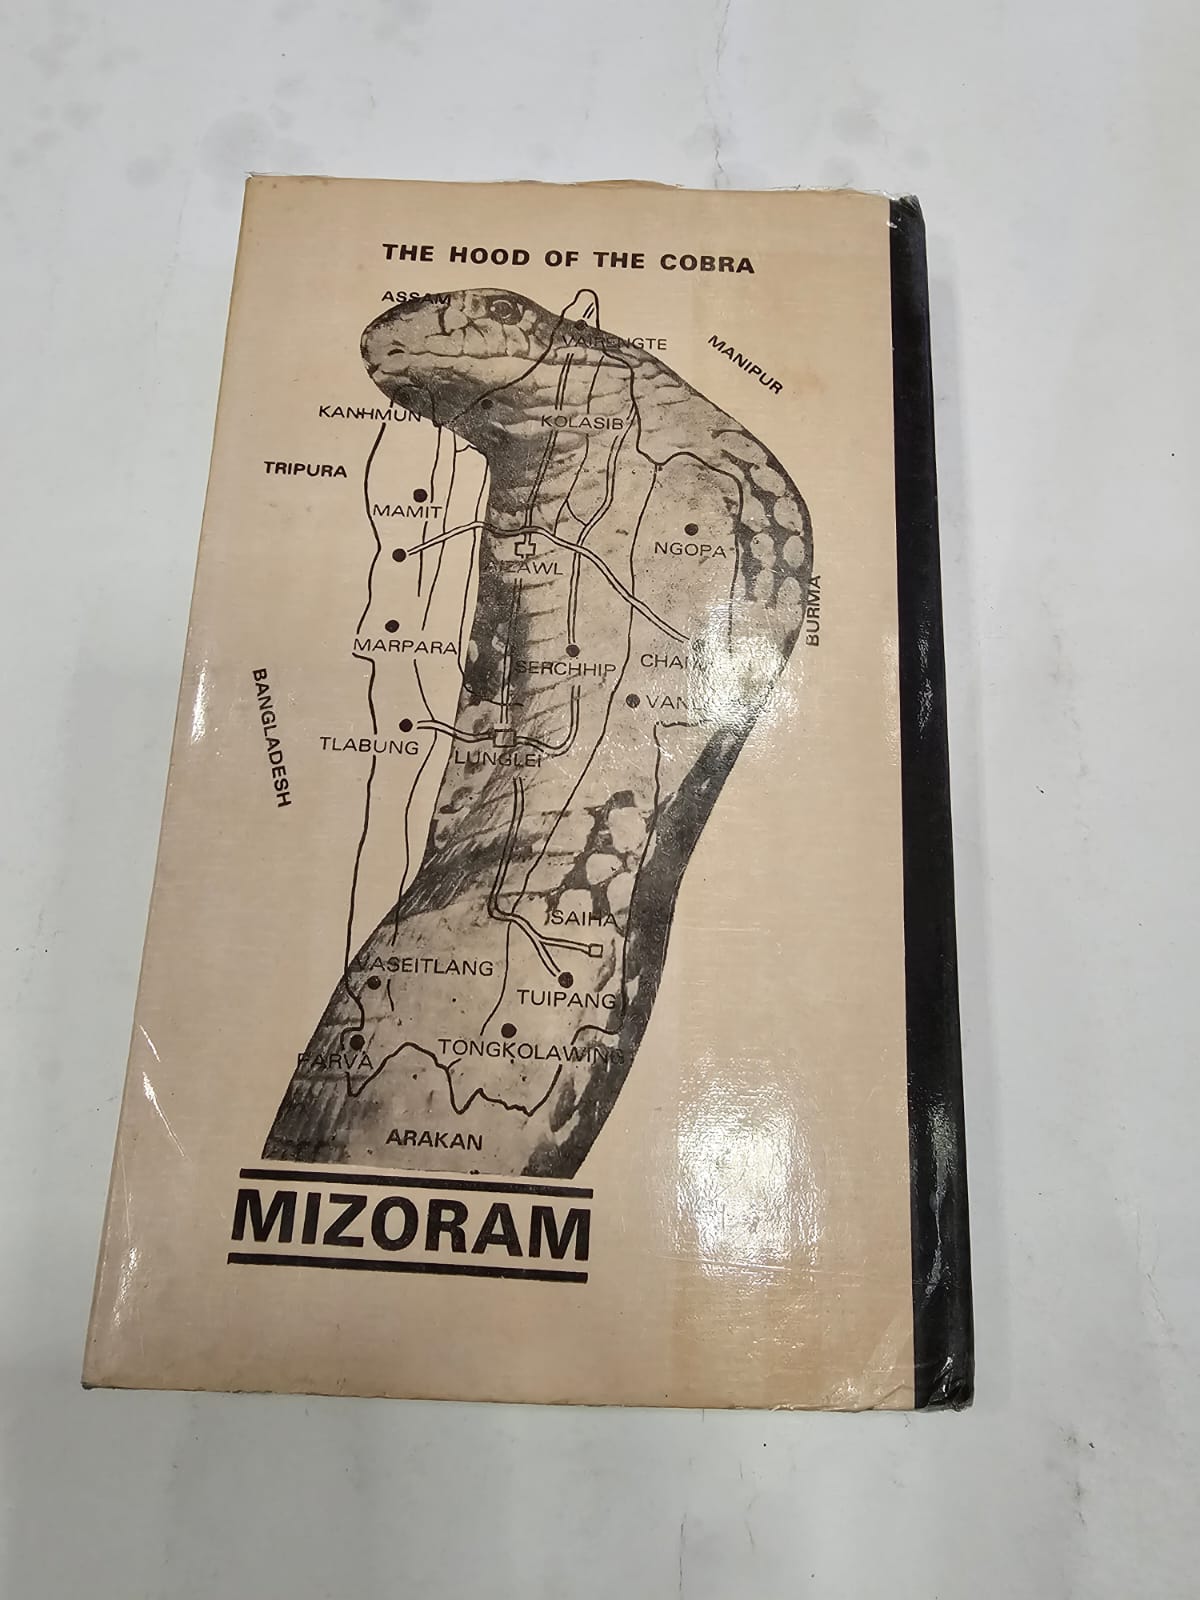 THE HOOD OF THE COBRA
ASSAM
VAIRENGTE
MANIPUR
KANHMUN
KOLASIB
TRIPURA
MAMIT
NGOPA
AIZAWL
BURMA
MARPARA
SERCHHIP
BANGLADESH
TLABUNG
LUNGLEI
SAIHA
VASEITLANG
TUIPANG
PARVA
TONGKOLAWING
ARAKAN
MIZORAM